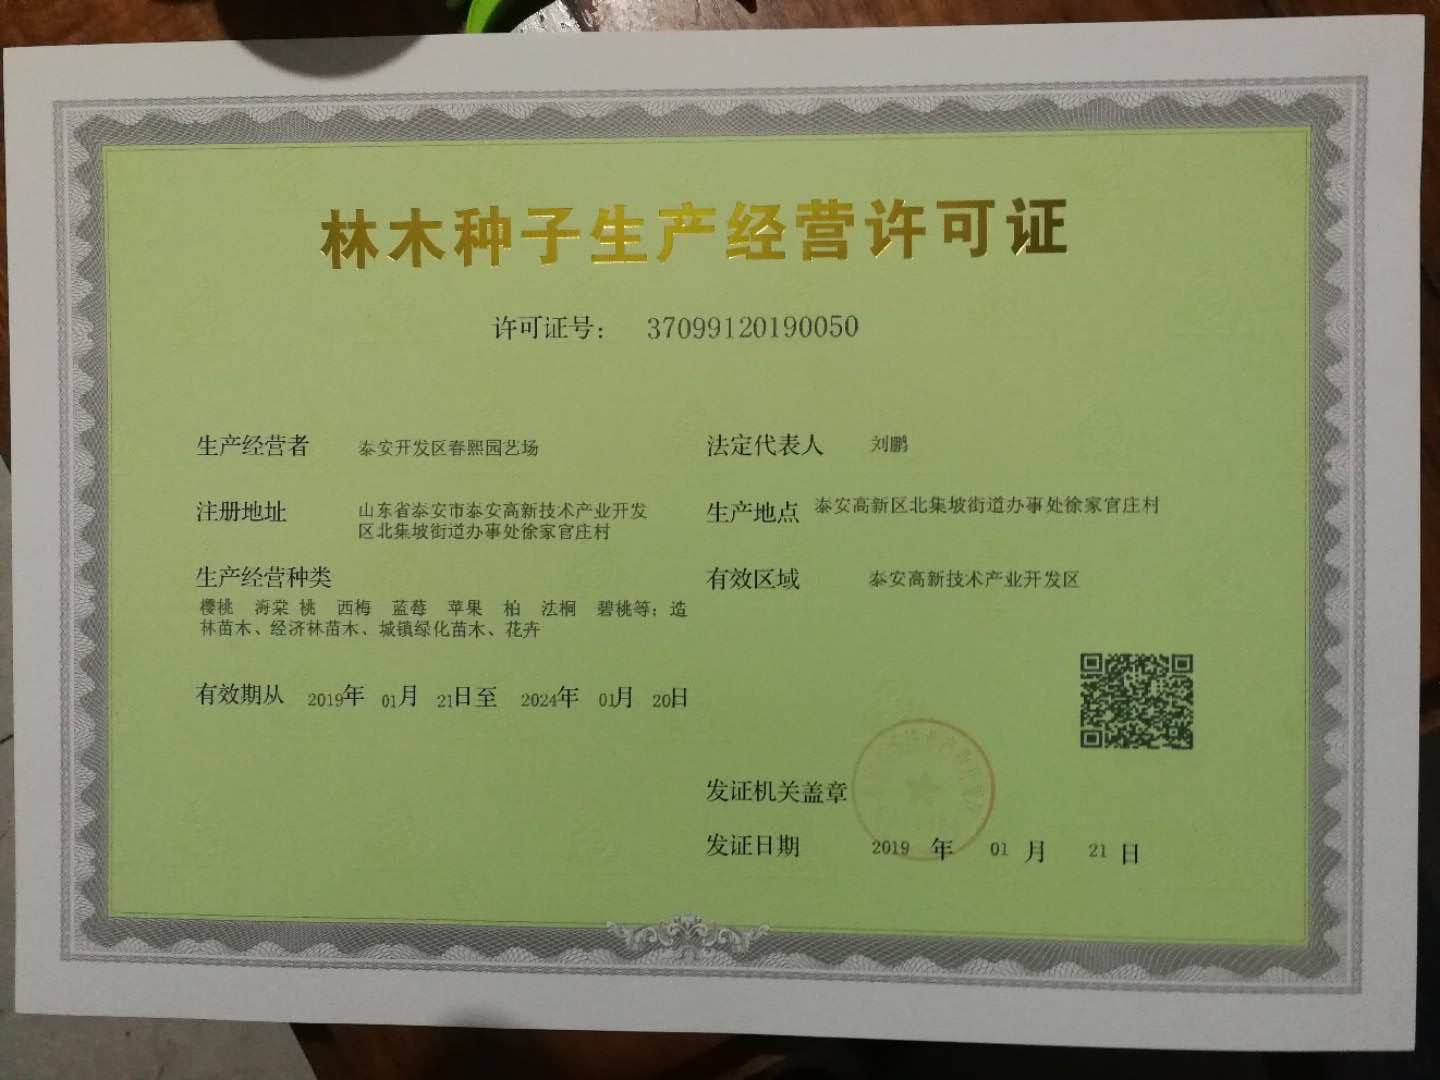 林木种子生产经营许可证
许可证号： 37099120190050
生产经营者 泰安开发区春熙园艺场
法定代表人 刘鹏
注册地址 山东省泰安市泰安高新技术产业开发
区北集坡街道办事处徐家官庄村
生产地点 泰安高新区北集坡街道办事处徐家官庄村
生产经营种类
樱桃 海棠 桃 西梅 蓝莓 苹果 柏 法桐 碧桃等；造
林苗木、经济林苗木、城镇绿化苗木、花卉
有效区域 泰安高新技术产业开发区
有效期从 2019年 01月 21日至 2024年 01月 20日
发证机关盖章
发证日期 2019 年 01 月 21 日